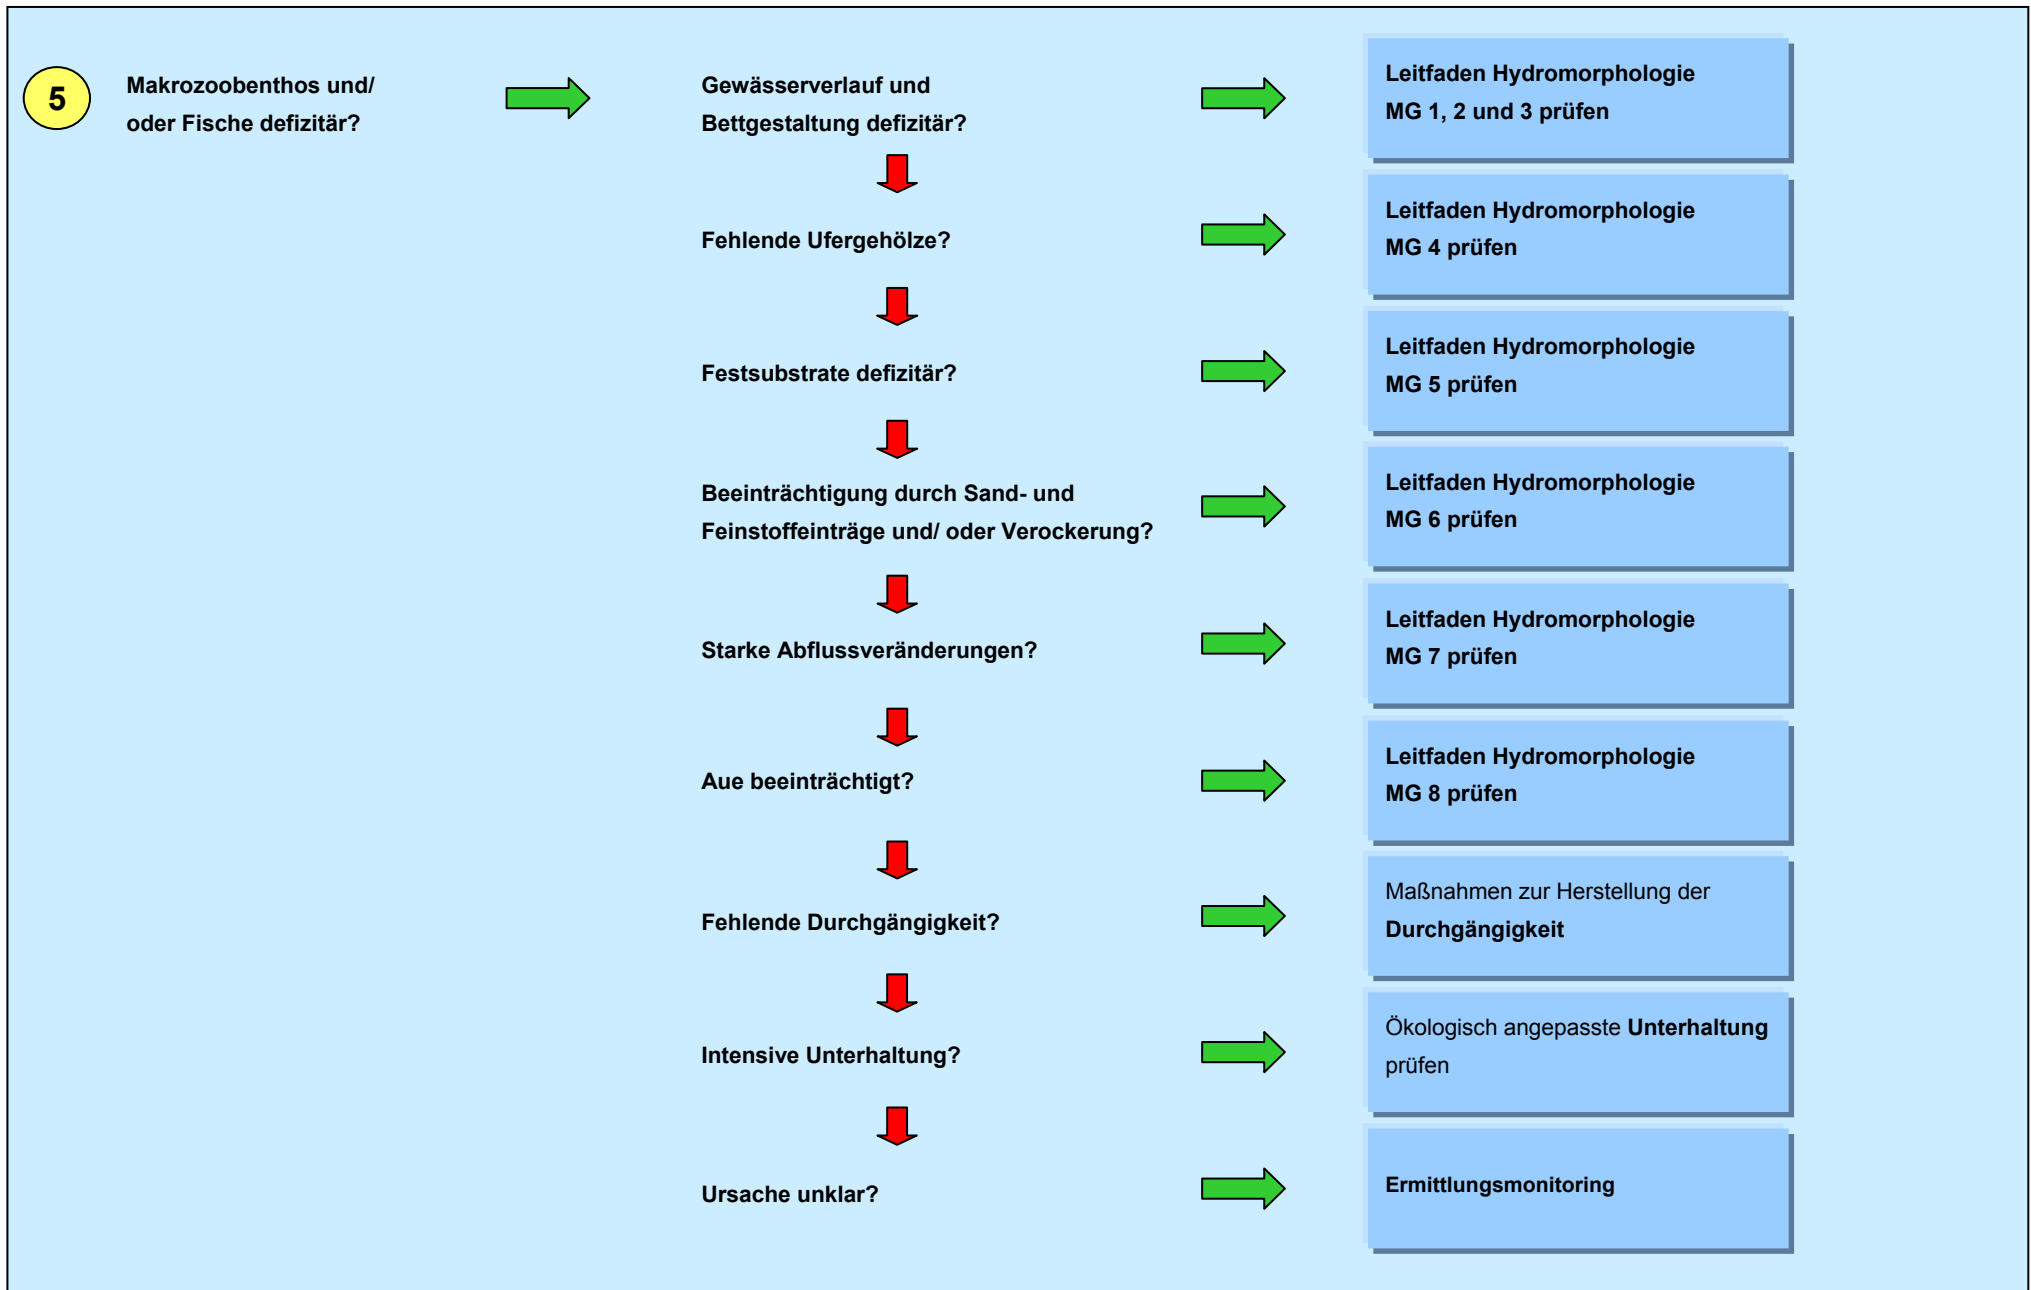 5
Makrozoobenthos und/
oder Fische defizitär?
Gewässerverlauf und
Bettgestaltung defizitär?
Leitfaden Hydromorphologie
MG 1, 2 und 3 prüfen
Fehlende Ufergehölze?
Leitfaden Hydromorphologie
MG 4 prüfen
Festsubstrate defizitär?
Leitfaden Hydromorphologie
MG 5 prüfen
Beeinträchtigung durch Sand- und
Feinstoffeinträge und/ oder Verockerung?
Leitfaden Hydromorphologie
MG 6 prüfen
Starke Abflussveränderungen?
Leitfaden Hydromorphologie
MG 7 prüfen
Aue beeinträchtigt?
Leitfaden Hydromorphologie
MG 8 prüfen
Fehlende Durchgängigkeit?
Maßnahmen zur Herstellung der
Durchgängigkeit
Intensive Unterhaltung?
Ökologisch angepasste Unterhaltung
prüfen
Ursache unklar?
Ermittlungsmonitoring